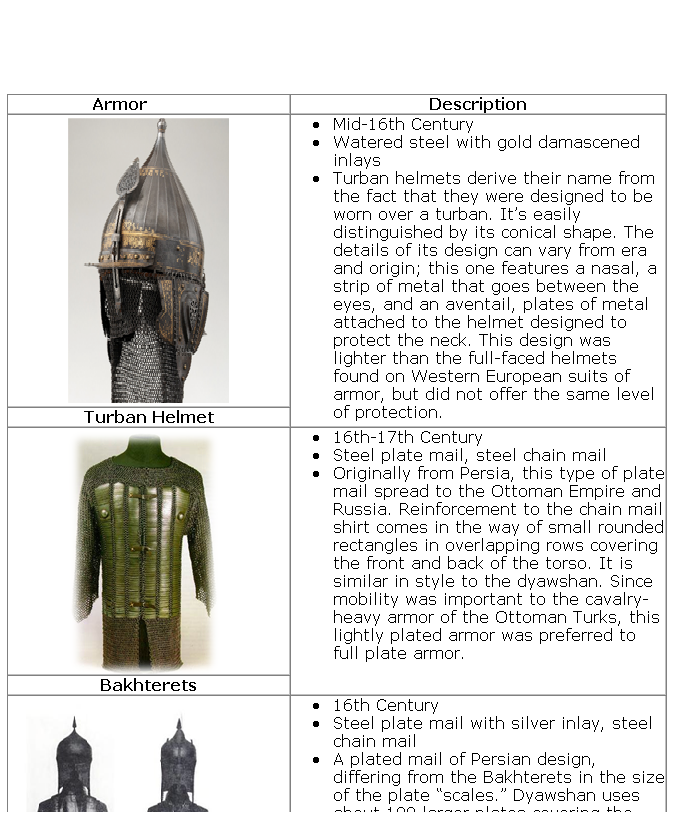 Armor
Description
• Mid-16th Century
• Watered steel with gold damascened
inlays
• Turban helmets derive their name from
the fact that they were designed to be
worn over a turban. It’s easily
distinguished by its conical shape. The
details of its design can vary from era
and origin; this one features a nasal, a
strip of metal that goes between the
eyes, and an aventail, plates of metal
attached to the helmet designed to
protect the neck. This design was
lighter than the full-faced helmets
found on Western European suits of
armor, but did not offer the same level
of protection.
Turban Helmet
• 16th-17th Century
• Steel plate mail, steel chain mail
• Originally from Persia, this type of plate
mail spread to the Ottoman Empire and
Russia. Reinforcement to the chain mail
shirt comes in the way of small rounded
rectangles in overlapping rows covering
the front and back of the torso. It is
similar in style to the dyawshan. Since
mobility was important to the cavalry-
heavy armor of the Ottoman Turks, this
lightly plated armor was preferred to
full plate armor.
Bakhterets
• 16th Century
• Steel plate mail with silver inlay, steel
chain mail
• A plated mail of Persian design,
differing from the Bakhterets in the size
of the plate “scales.” Dyawshan uses
about 100 larger plates covering the